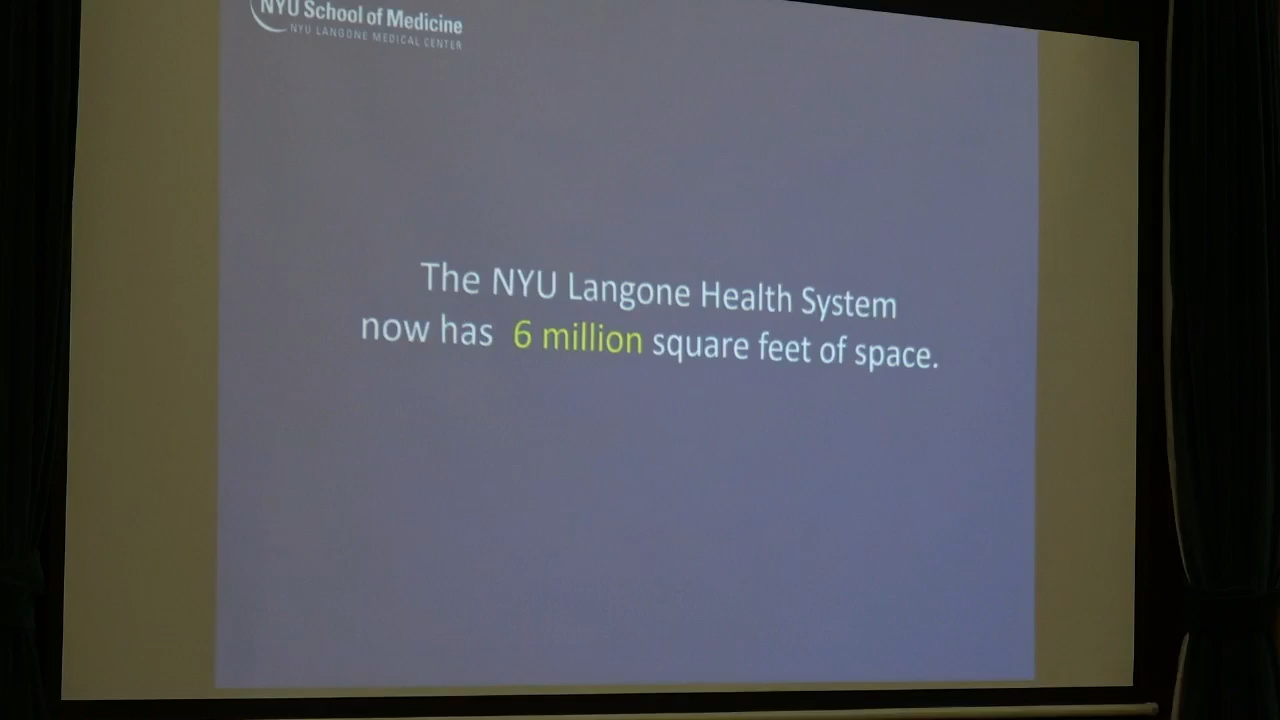 NYU School of Medicine
NYU LANGONE MEDICAL CENTER
The NYU Langone Health System
now has 6 million square feet of space.